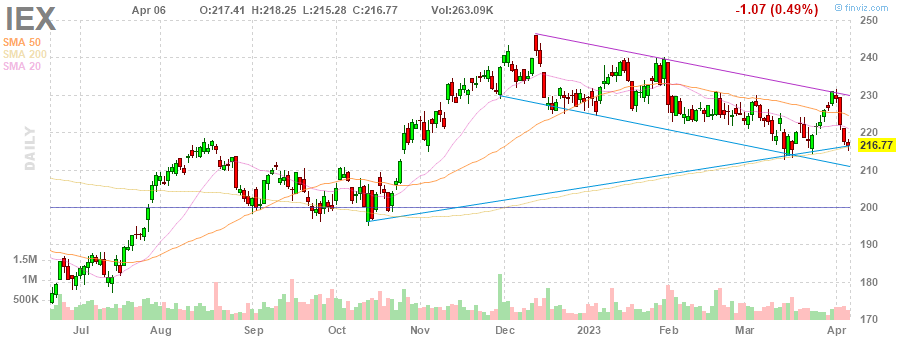 IEX
Apr 06 O:217.41 H:218.25 L:215.28 C:216.77 Vol:263.09K -1.07 (0.49%)
© finviz.com
SMA 50
SMA 200
SMA 20
DAILY
250
240
230
220
216.77
210
200
190
180
170
1.5M
1M
500K
Jul Aug Sep Oct Nov Dec 2023 Feb Mar Apr